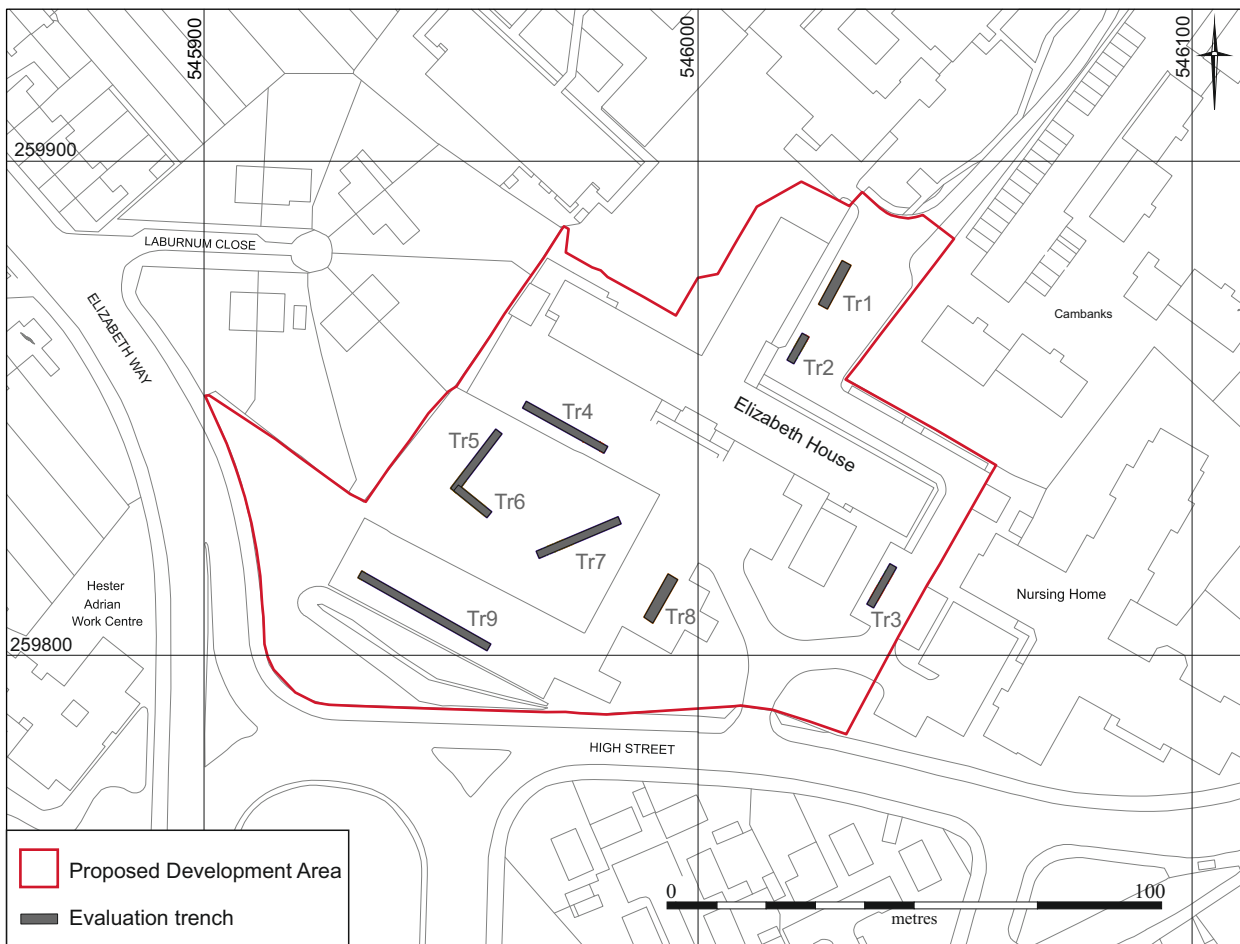 545900
546000
546100
259900
LABURNUM CLOSE
ELIZABETH WAY
Tr1
Cambanks
Tr2
Tr4
Elizabeth House
Tr5
Tr6
Tr7
Hester
Adrian
Work Centre
Tr9
Tr8
Tr3
Nursing Home
259800
HIGH STREET
Proposed Development Area
Evaluation trench
0
100
metres